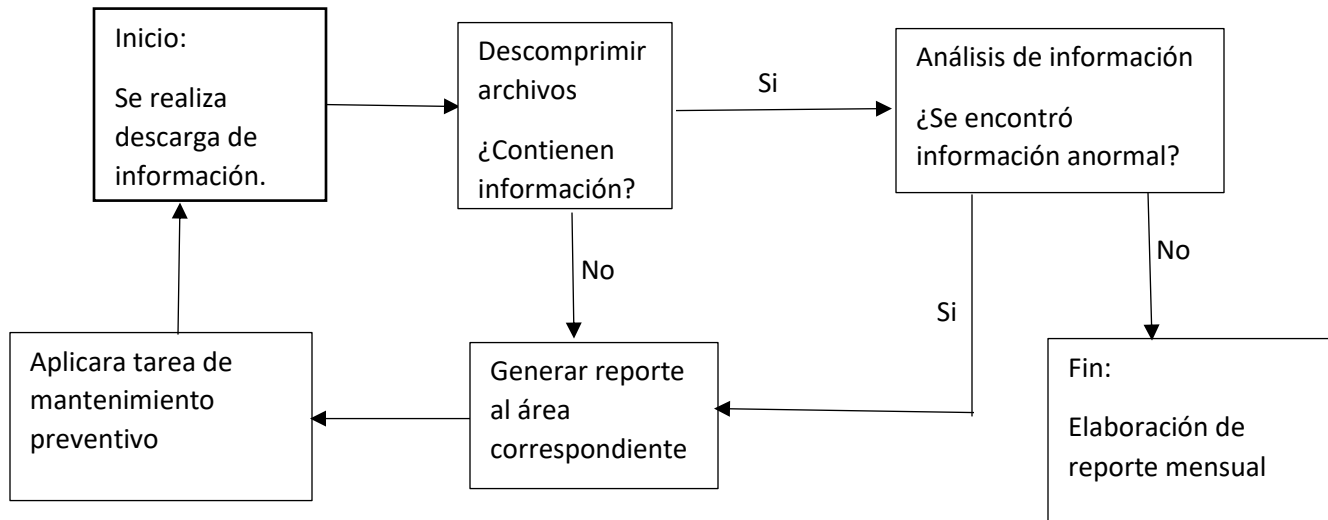 Inicio:
Se realiza
descarga de
información.
Descomprimir
archivos
¿Contienen
información?
Si
Análisis de información
¿Se encontró
información anormal?
No
Si
No
Aplicara tarea de
mantenimiento
preventivo
Generar reporte
al área
correspondiente
Fin:
Elaboración de
reporte mensual